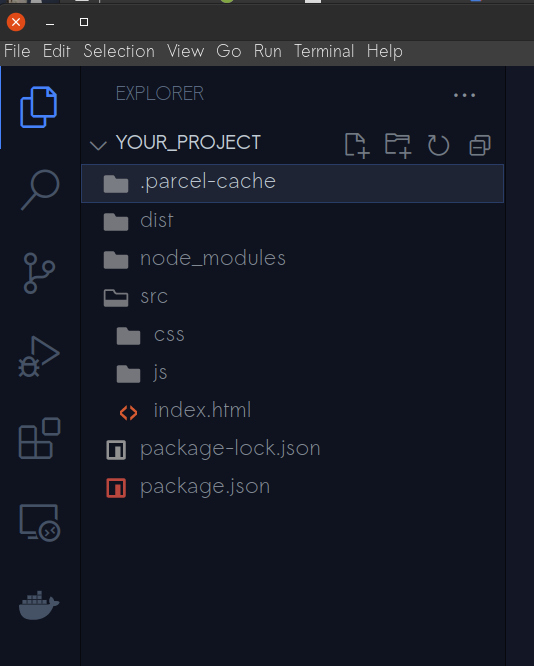 File Edit Selection View Go Run Terminal Help
EXPLORER
YOUR_PROJECT
.parcel-cache
dist
node_modules
src
css
js
index.html
package-lock.json
package.json